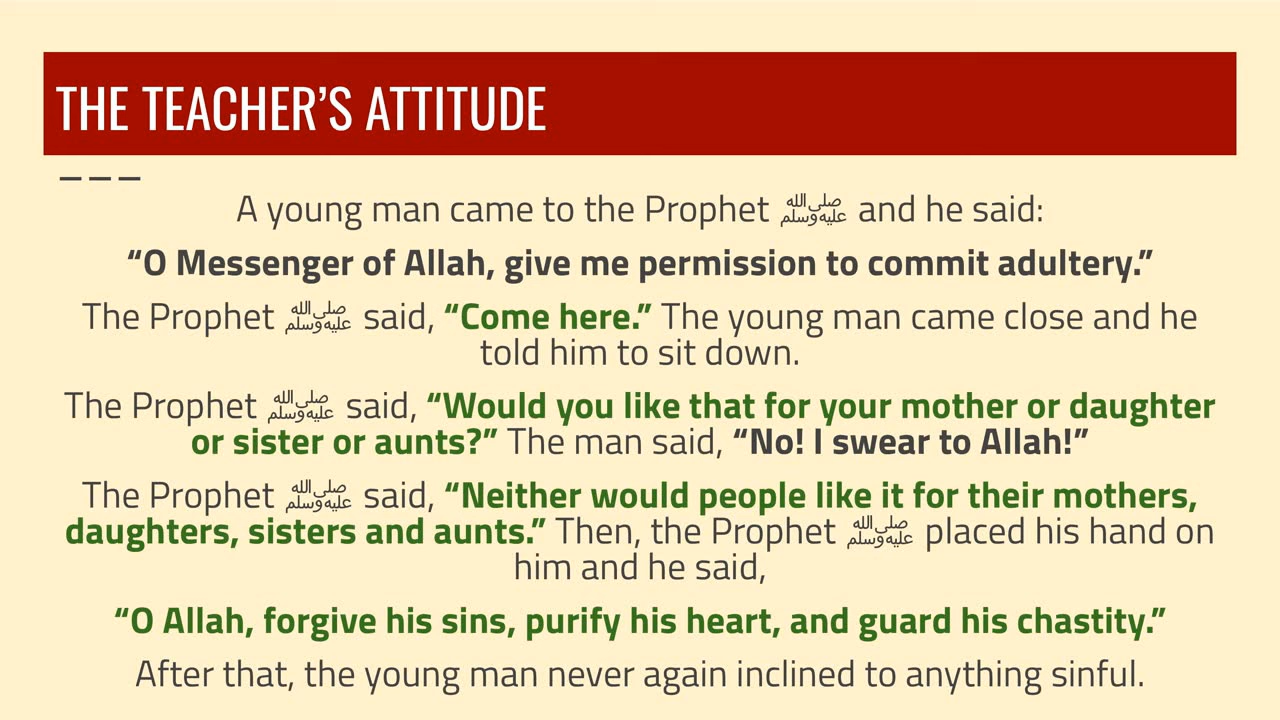 THE TEACHER’S ATTITUDE
A young man came to the Prophet ﷺ and he said:
“O Messenger of Allah, give me permission to commit adultery.”
The Prophet ﷺ said, “Come here.” The young man came close and he
told him to sit down.
The Prophet ﷺ said, “Would you like that for your mother or daughter
or sister or aunts?” The man said, “No! I swear to Allah!”
The Prophet ﷺ said, “Neither would people like it for their mothers,
daughters, sisters and aunts.” Then, the Prophet ﷺ placed his hand on
him and he said,
“O Allah, forgive his sins, purify his heart, and guard his chastity.”
After that, the young man never again inclined to anything sinful.